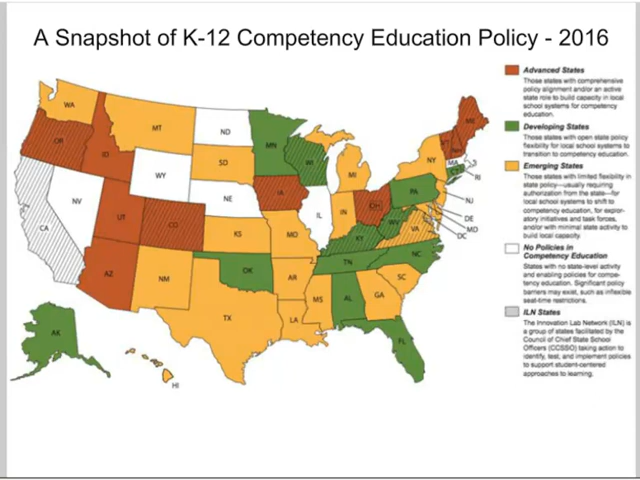 A Snapshot of K-12 Competency Education Policy - 2016
Advanced States
Those states with comprehensive
policy alignment and/or an active
state role to build capacity in local
school systems for competency
education.
Developing States
Those states with open state policy
flexibility for local school systems to
transition to competency education.
Emerging States
Those states with limited flexibility in
state policy—usually requiring
authorization from the state—for
local school systems to shift to
competency education, for explor-
atory initiatives and task forces,
and/or with minimal state activity to
build local capacity.
No Policies in
Competency Education
States with no state-level activity
and enabling policies for compe-
tency education. Significant policy
barriers may exist, such as inflexible
seat-time restrictions.
ILN States
The Innovation Lab Network (ILN) is
a group of states facilitated by the
Council of Chief State School
Officers (CCSSO) taking action to
identify, test, and implement policies
to support student-centered
approaches to learning.
WA
MT
ND
MN
ME
OR
ID
SD
WI
MI
NY
VT
NH
MA
RI
CT
WY
IA
PA
NJ
NV
NE
IL
IN
OH
DE
MD
DC
CA
UT
CO
KS
MO
KY
WV
VA
AZ
NM
OK
AR
TN
NC
SC
TX
LA
MS
AL
GA
FL
AK
HI